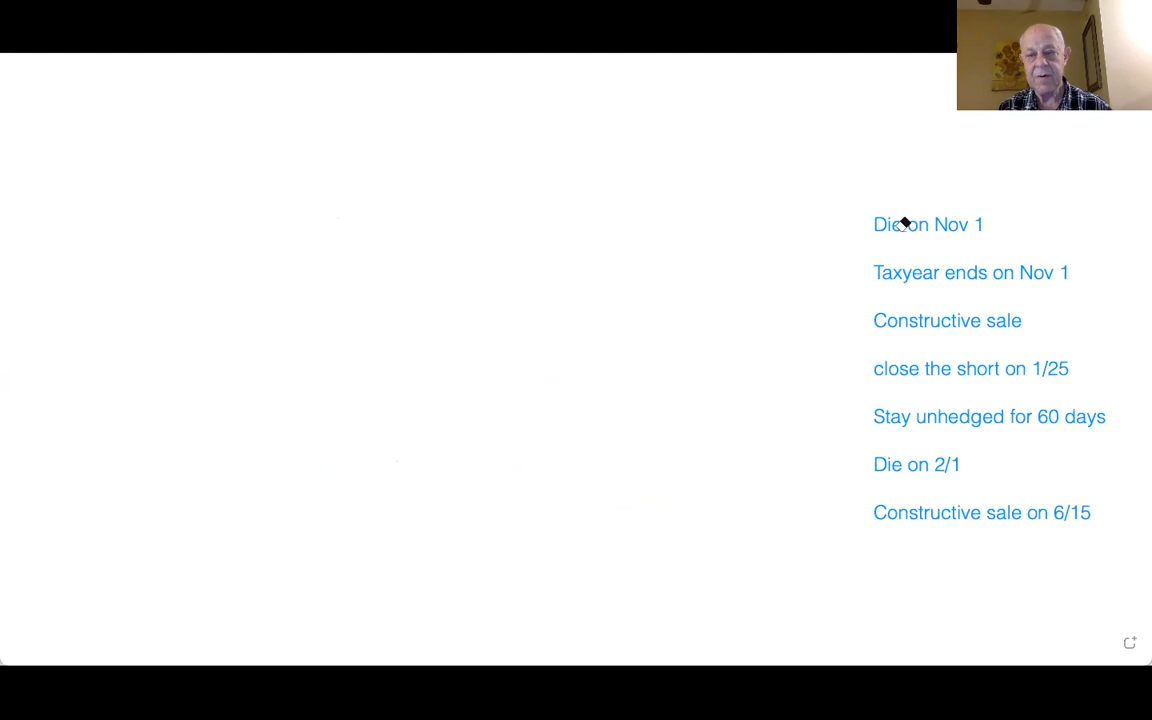 Die on Nov 1
Taxyear ends on Nov 1
Constructive sale
close the short on 1/25
Stay unhedged for 60 days
Die on 2/1
Constructive sale on 6/15